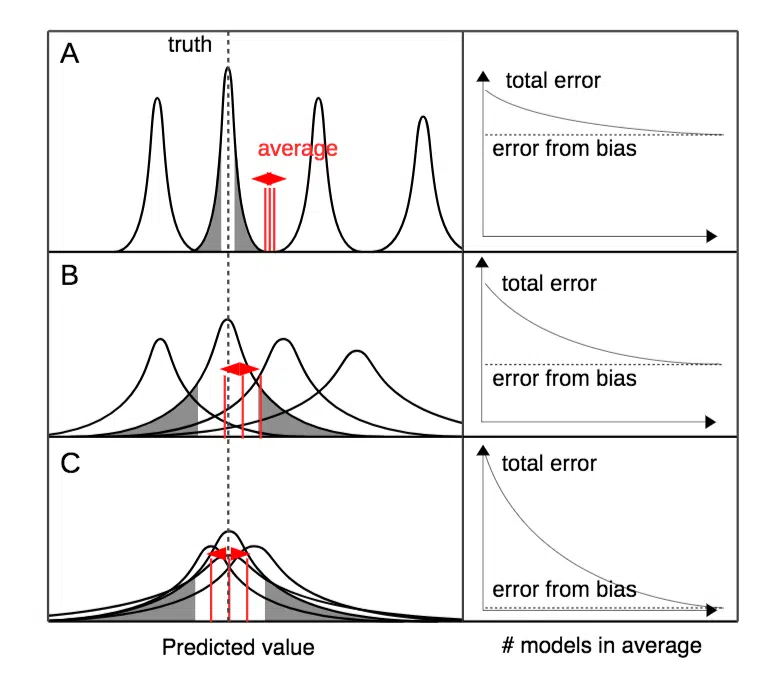 A
truth
average
total error
error from bias
B
total error
error from bias
C
total error
error from bias
Predicted value
# models in average